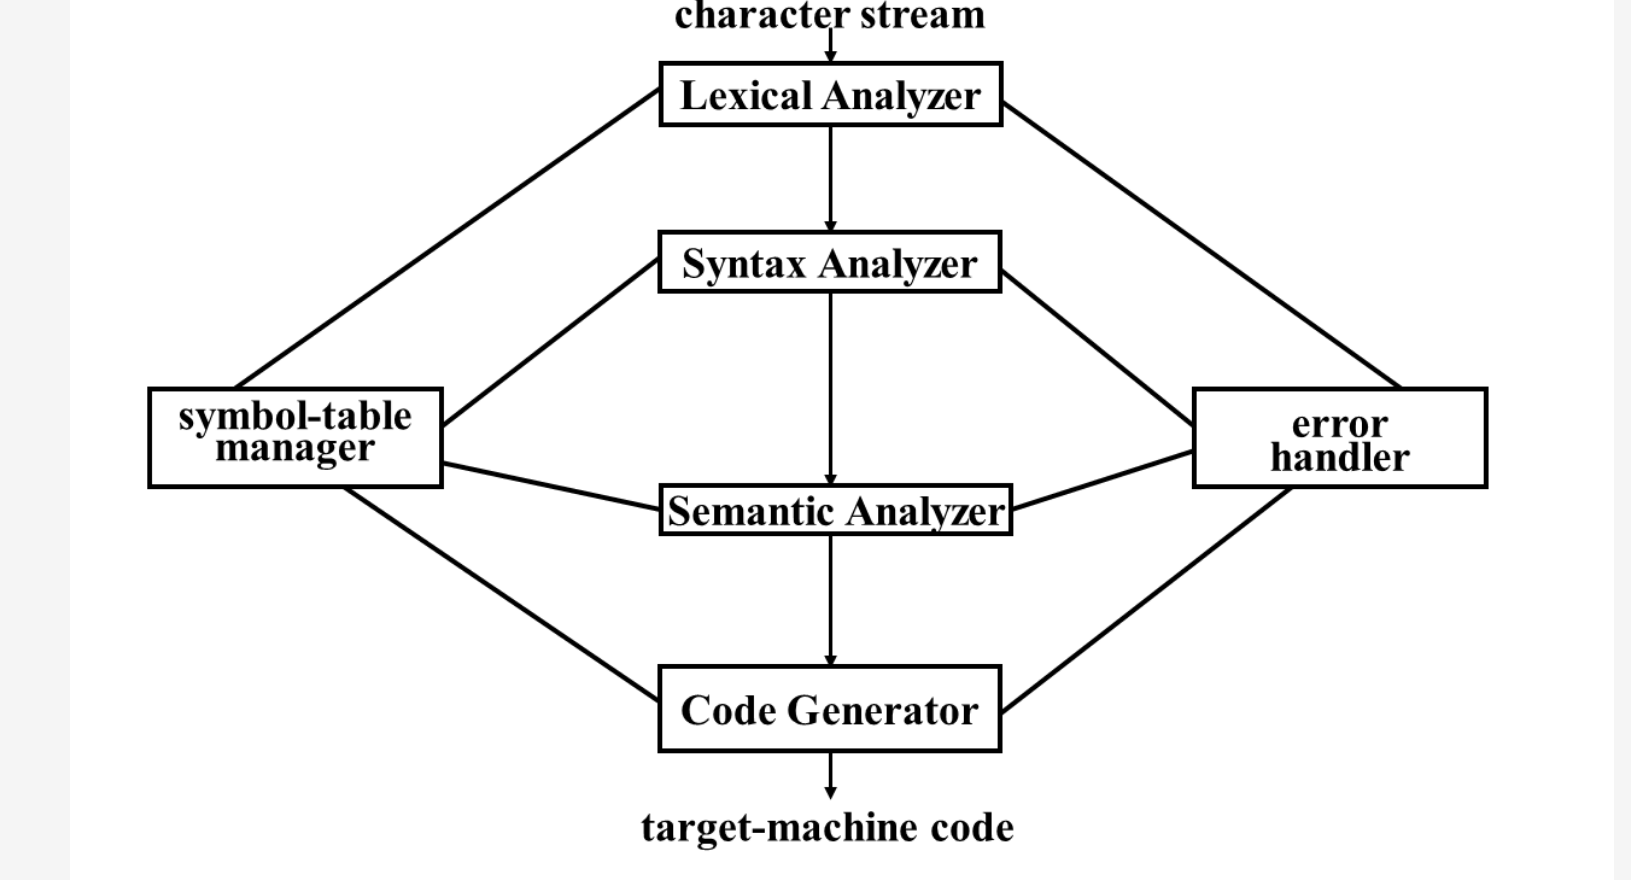 character stream
Lexical Analyzer
Syntax Analyzer
symbol-table
manager
error
handler
Semantic Analyzer
Code Generator
target-machine code